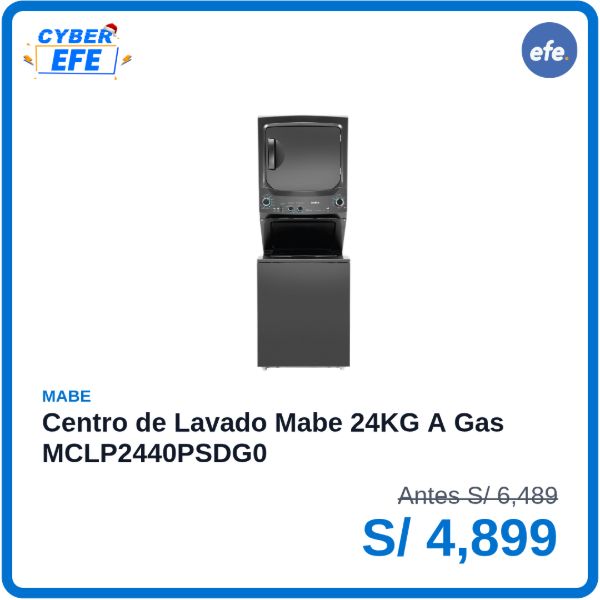 CYBER
EFE
efe.
MABE
Centro de Lavado Mabe 24KG A Gas
MCLP2440PSDG0
Antes S/ 6,489
S/ 4,899